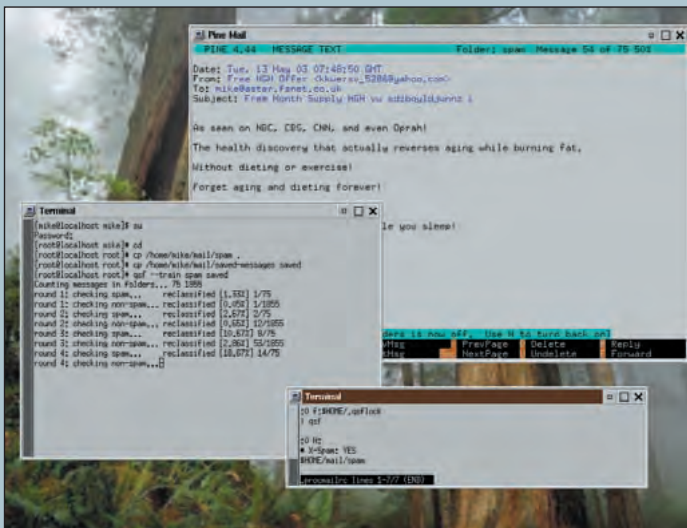 Pine Mail
PINE 4.44 MESSAGE TEXT Folder: spam Message 54 of 75 50%
Date: Tue, 13 May 03 07:48:50 GMT
From: Free HGH Offer
To: mike@aster.fsnet.co.uk
Subject: Free Month Supply HGH vu
As seen on NBC, CBS, CNN, and even Oprah!
The health discovery that actually reverses aging while burning fat,
Without dieting or exercise!
Forget aging and dieting forever!
le you sleep!
ders is now off. Use H to turn back on]
vMsg PrevPage Delete Reply
tMsg NextPage Undelete Forward
Terminal
[mike@localhost mike]$ su
Password:
[root@localhost mike]# cd
[root@localhost root]# cp /home/mike/mail/spam .
[root@localhost root]# cp /home/mike/mail/saved-messages saved
[root@localhost root]# qsf --train spam saved
Counting messages in folders... 75 1855
round 1: checking spam... reclassified [1.33%] 1/75
round 1: checking non-spam... reclassified [0.05%] 1/1855
round 2: checking spam... reclassified [2.67%] 2/75
round 2: checking non-spam... reclassified [0.65%] 12/1855
round 3: checking spam... reclassified [10.67%] 8/75
round 3: checking non-spam... reclassified [2.86%] 53/1855
round 4: checking spam... reclassified [18.67%] 14/75
round 4: checking non-spam...
Terminal
:0 f:$HOME/.qsflock
| qsf
:0 H:
* X-Spam: YES
$HOME/mail/spam
.procmailrc lines 1-7/7 (END)